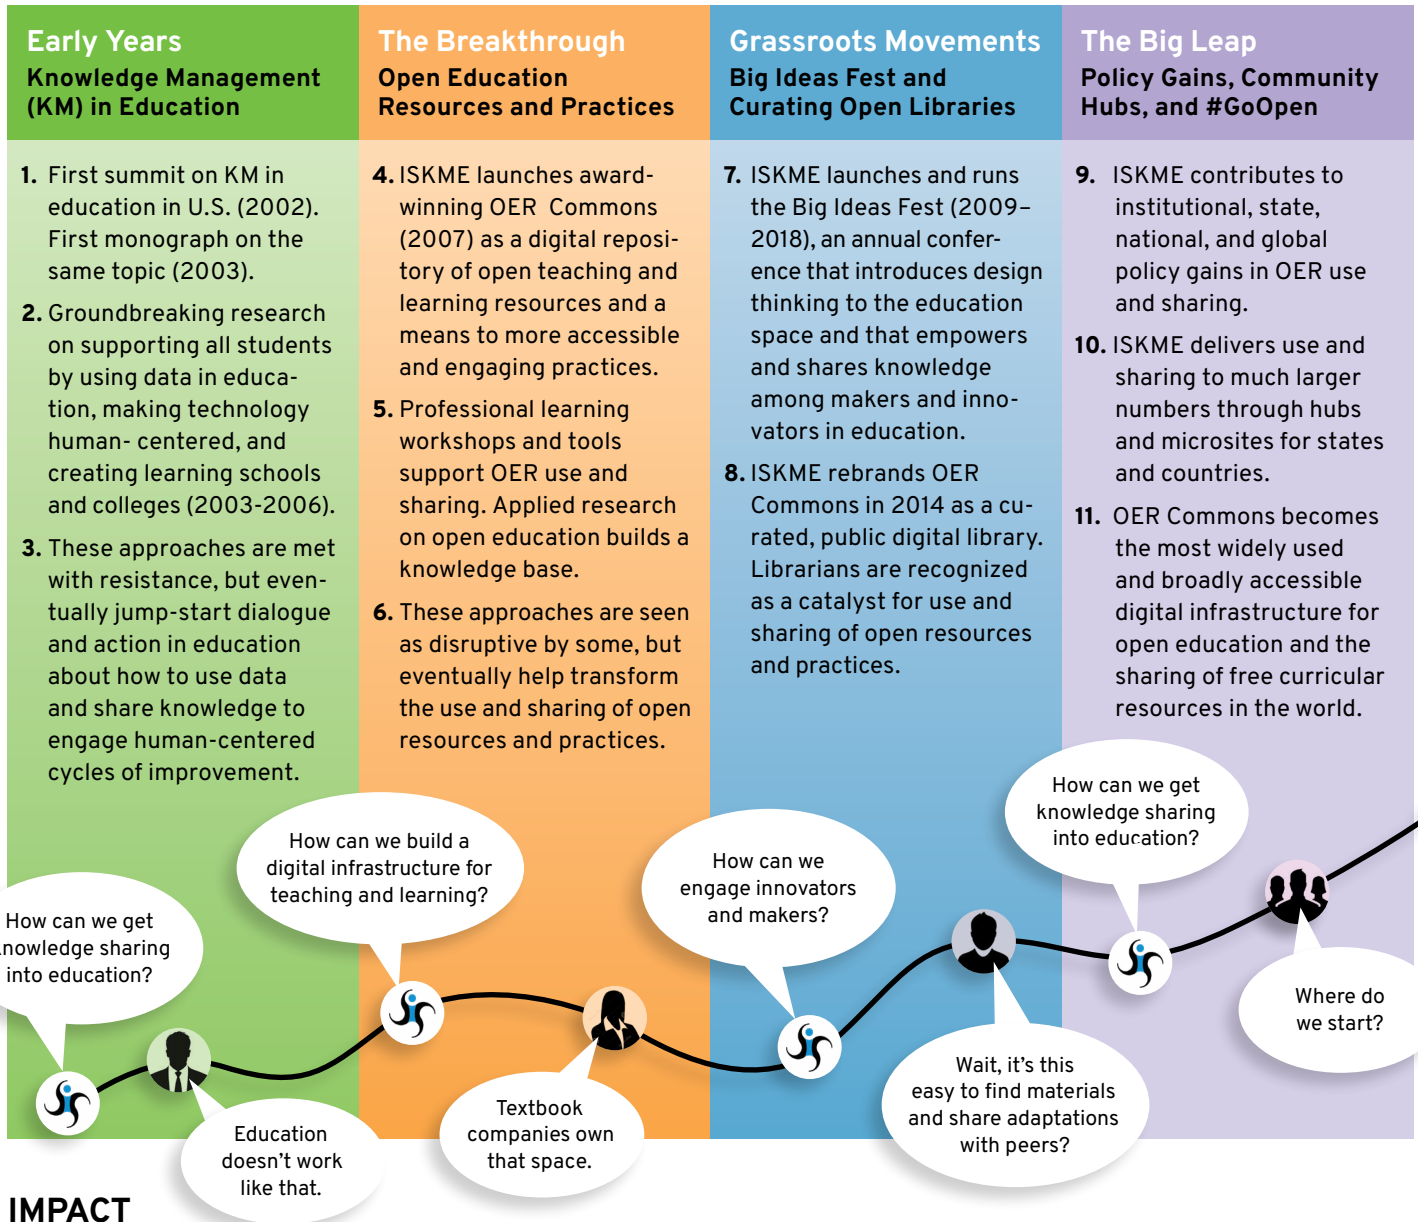 Early Years
Knowledge Management
(KM) in Education
1. First summit on KM in
education in U.S. (2002).
First monograph on the
same topic (2003).
2. Groundbreaking research
on supporting all students
by using data in educa-
tion, making technology
human- centered, and
creating learning schools
and colleges (2003-2006).
3. These approaches are met
with resistance, but even-
tually jump-start dialogue
and action in education
about how to use data
and share knowledge to
engage human-centered
cycles of improvement.
The Breakthrough
Open Education
Resources and Practices
4. ISKME launches award-
winning OER Commons
(2007) as a digital reposi-
tory of open teaching and
learning resources and a
means to more accessible
and engaging practices.
5. Professional learning
workshops and tools
support OER use and
sharing. Applied research
on open education builds a
knowledge base.
6. These approaches are seen
as disruptive by some, but
eventually help transform
the use and sharing of open
resources and practices.
Grassroots Movements
Big Ideas Fest and
Curating Open Libraries
7. ISKME launches and runs
the Big Ideas Fest (2009–
2018), an annual confer-
ence that introduces design
thinking to the education
space and that empowers
and shares knowledge
among makers and inno-
vators in education.
8. ISKME rebrands OER
Commons in 2014 as a cu-
rated, public digital library.
Librarians are recognized
as a catalyst for use and
sharing of open resources
and practices.
The Big Leap
Policy Gains, Community
Hubs, and #GoOpen
9. ISKME contributes to
institutional, state,
national, and global
policy gains in OER use
and sharing.
10. ISKME delivers use and
sharing to much larger
numbers through hubs
and microsites for states
and countries.
11. OER Commons becomes
the most widely used
and broadly accessible
digital infrastructure for
open education and the
sharing of free curricular
resources in the world.
How can we get
knowledge sharing
into education?
Education
doesn't work
like that.
How can we build a
digital infrastructure for
teaching and learning?
Textbook
companies own
that space.
How can we
engage innovators
and makers?
Wait, it's this
easy to find materials
and share adaptations
with peers?
How can we get
knowledge sharing
into education?
Where do
we start?
IMPACT